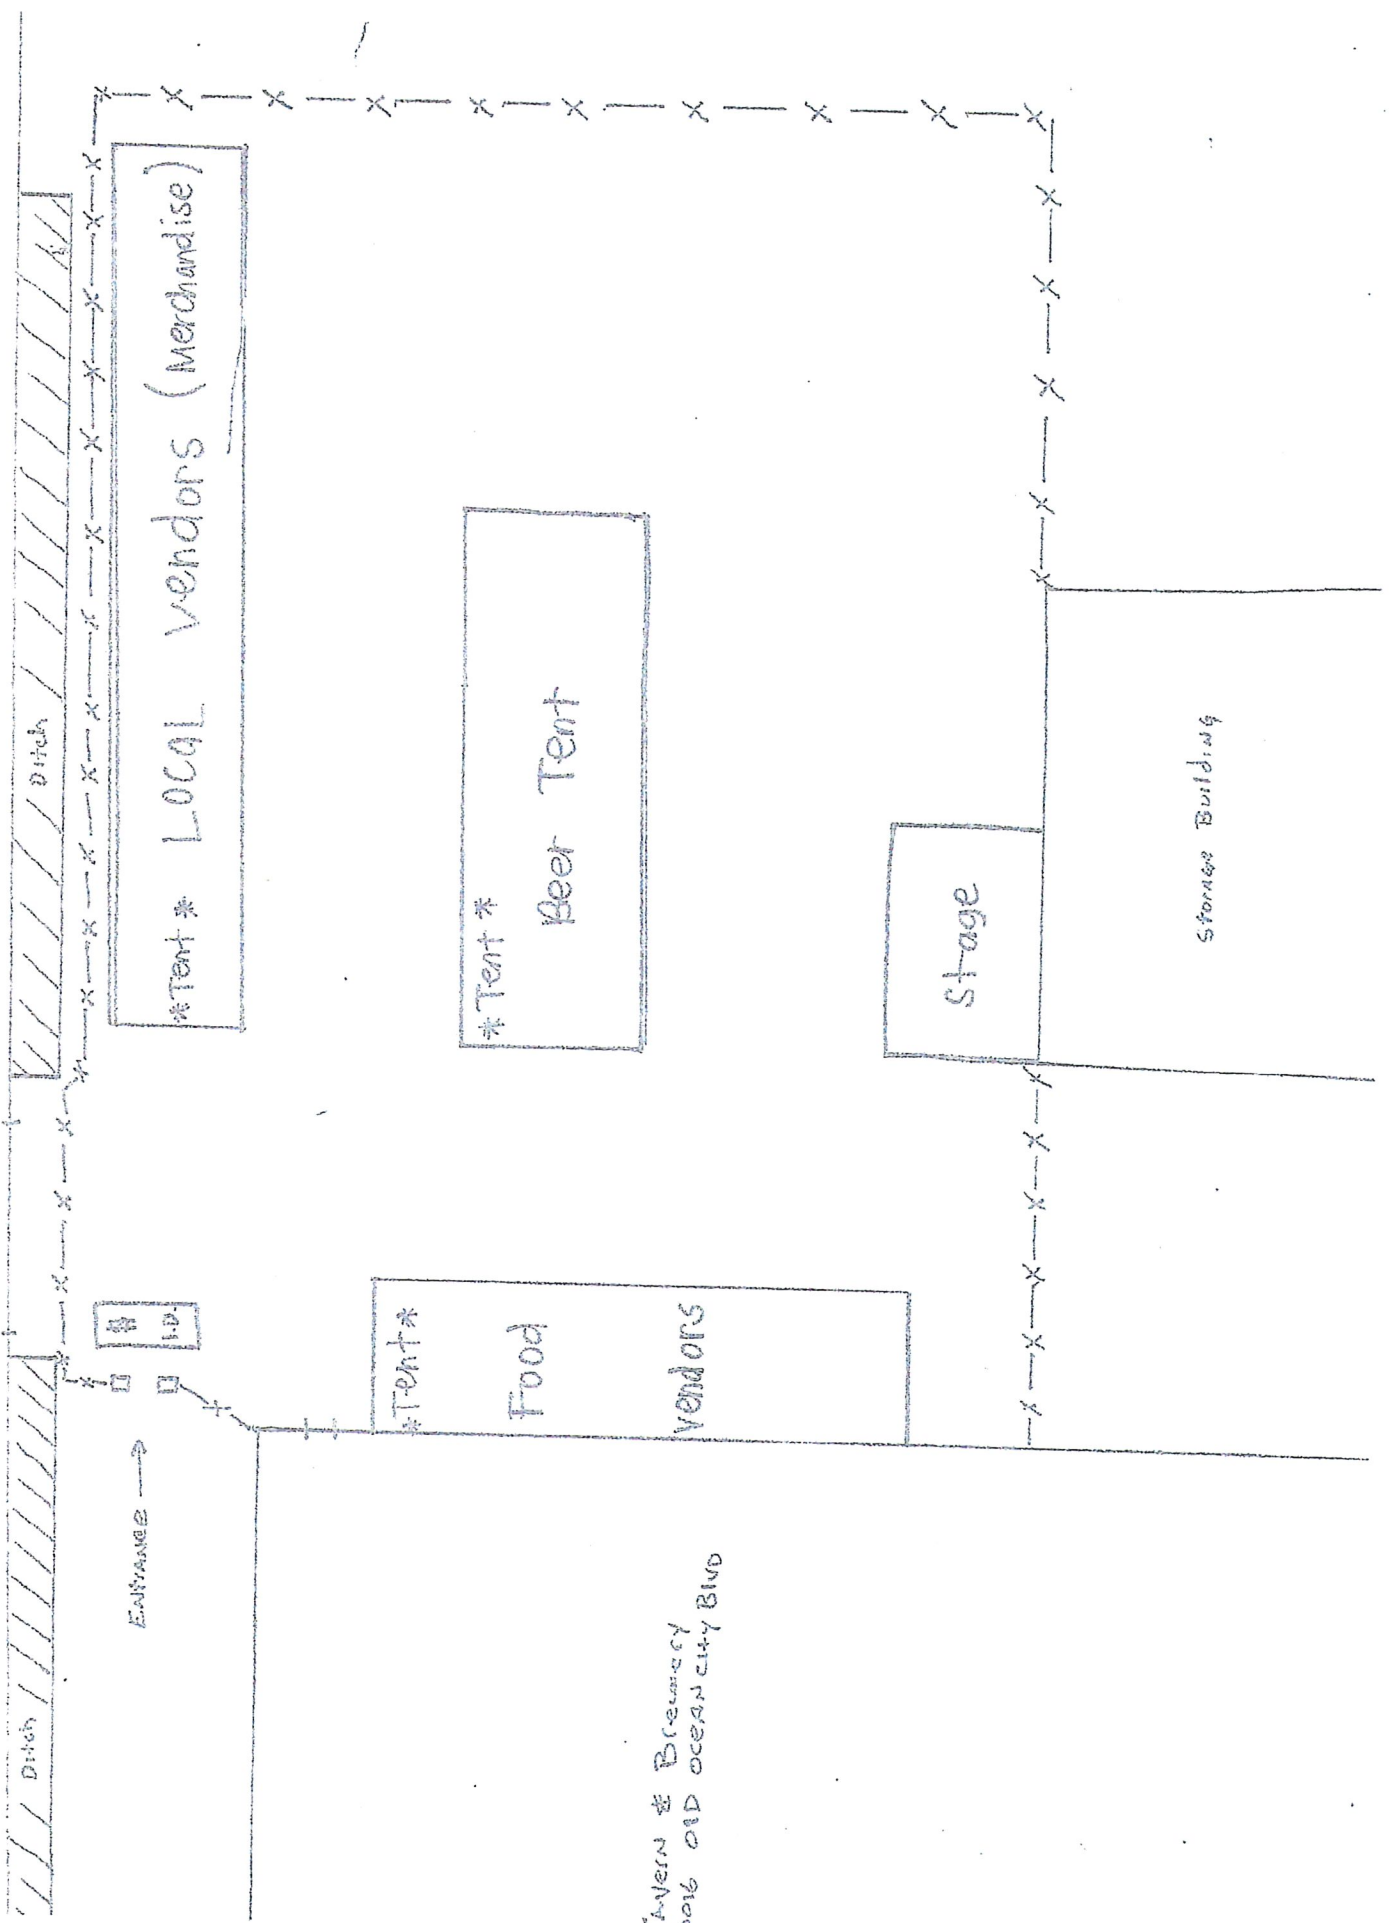 Ditch
Ditch
ENTRANCE
I.D.
*Tent* LOCAL vendors (Merchandise)
*Tent*
Food
vendors
*Tent*
Beer Tent
Stage
Storage Building
Brewery
OLD OCEAN City Blvd